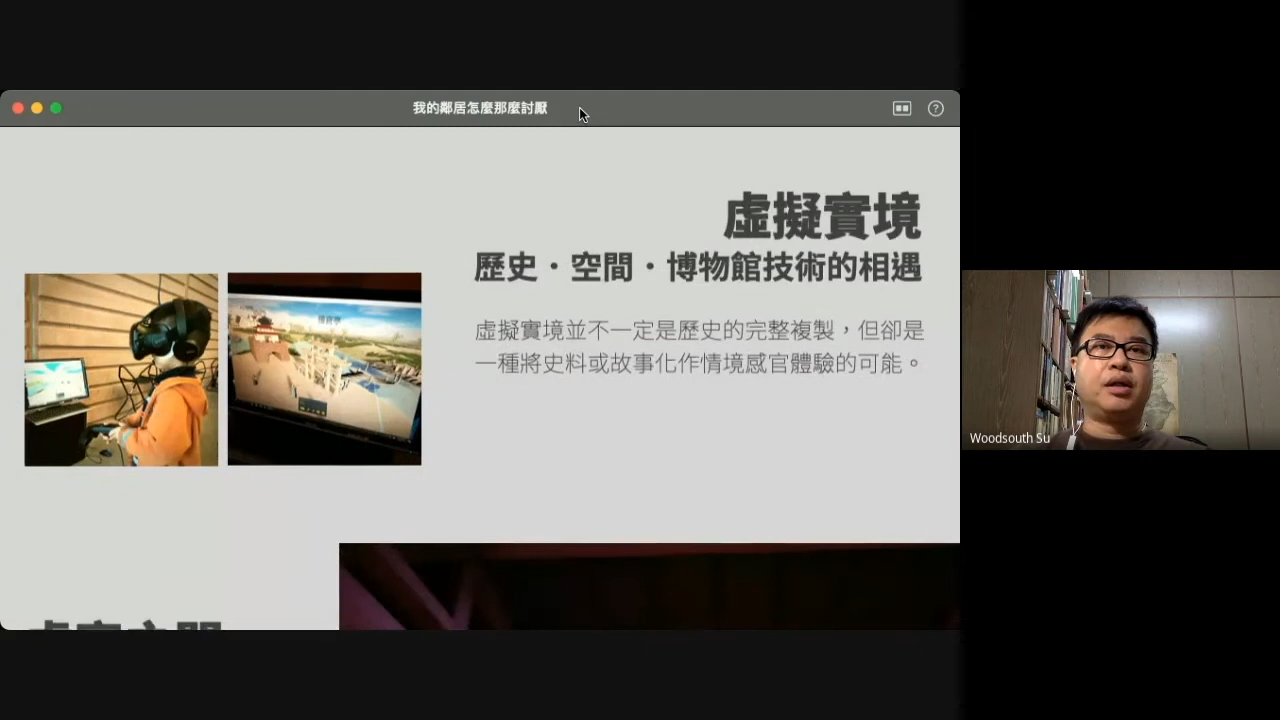 我的鄰居怎麼那麼討厭
虛擬實境
歷史・空間・博物館技術的相遇
虛擬實境並不一定是歷史的完整複製，但卻是
一種將史料或故事化作情境感官體驗的可能。
Woodsouth Su